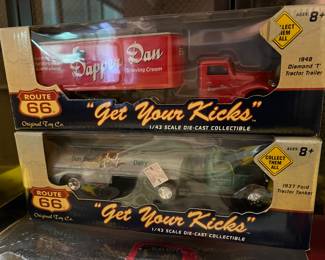 AGES 8+
COLLECT THEM ALL
Dapper Dan
Shaving Cream
1948
Diamond 'T'
Tractor Trailer
ROUTE
66
Original Toy Co.
"Get Your Kicks"
1/43 SCALE DIE-CAST COLLECTIBLE
COLLECT THEM ALL
AGES 8+
Dairy
1937 Ford
Tractor Tanker
ROUTE
66
Original Toy Co.
"Get Your Kicks"
1/43 SCALE DIE-CAST COLLECTIBLE